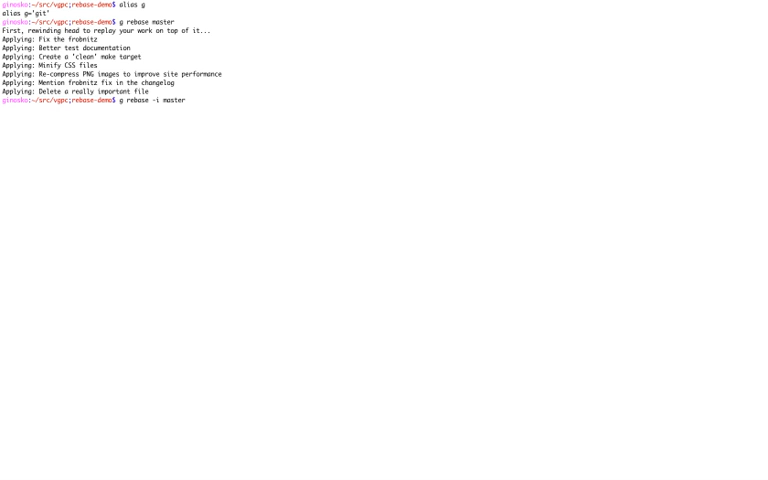 ginosko:~/src/vgpc;rebase-demo$ alias g
alias g='git'
ginosko:~/src/vgpc;rebase-demo$ g rebase master
First, rewinding head to replay your work on top of it...
Applying: Fix the frobnitz
Applying: Better test documentation
Applying: Create a 'clean' make target
Applying: Minify CSS files
Applying: Re-compress PNG images to improve site performance
Applying: Mention frobnitz fix in the changelog
Applying: Delete a really important file
ginosko:~/src/vgpc;rebase-demo$ g rebase -i master